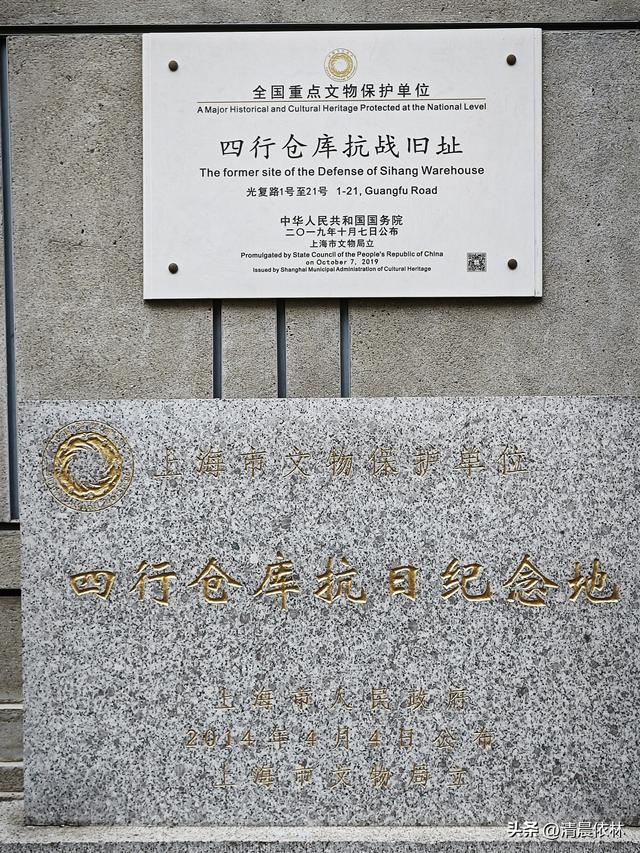 全国重点文物保护单位
A Major Historical and Cultural Heritage Protected at the National Level
四行仓库抗战旧址
The former site of the Defense of Sihang Warehouse
光复路1号至21号 1-21, Guangfu Road
中华人民共和国国务院
二〇一九年十月七日公布
上海市文物局立
Promulgated by State Council of the People's Republic of China
on October 7, 2019
Issued by Shanghai Municipal Administration of Cultural Heritage
上海市文物保护单位
四行仓库抗日纪念地
上海市人民政府
2014年4月4日公布
上海市文物局立
头条 @清晨依林